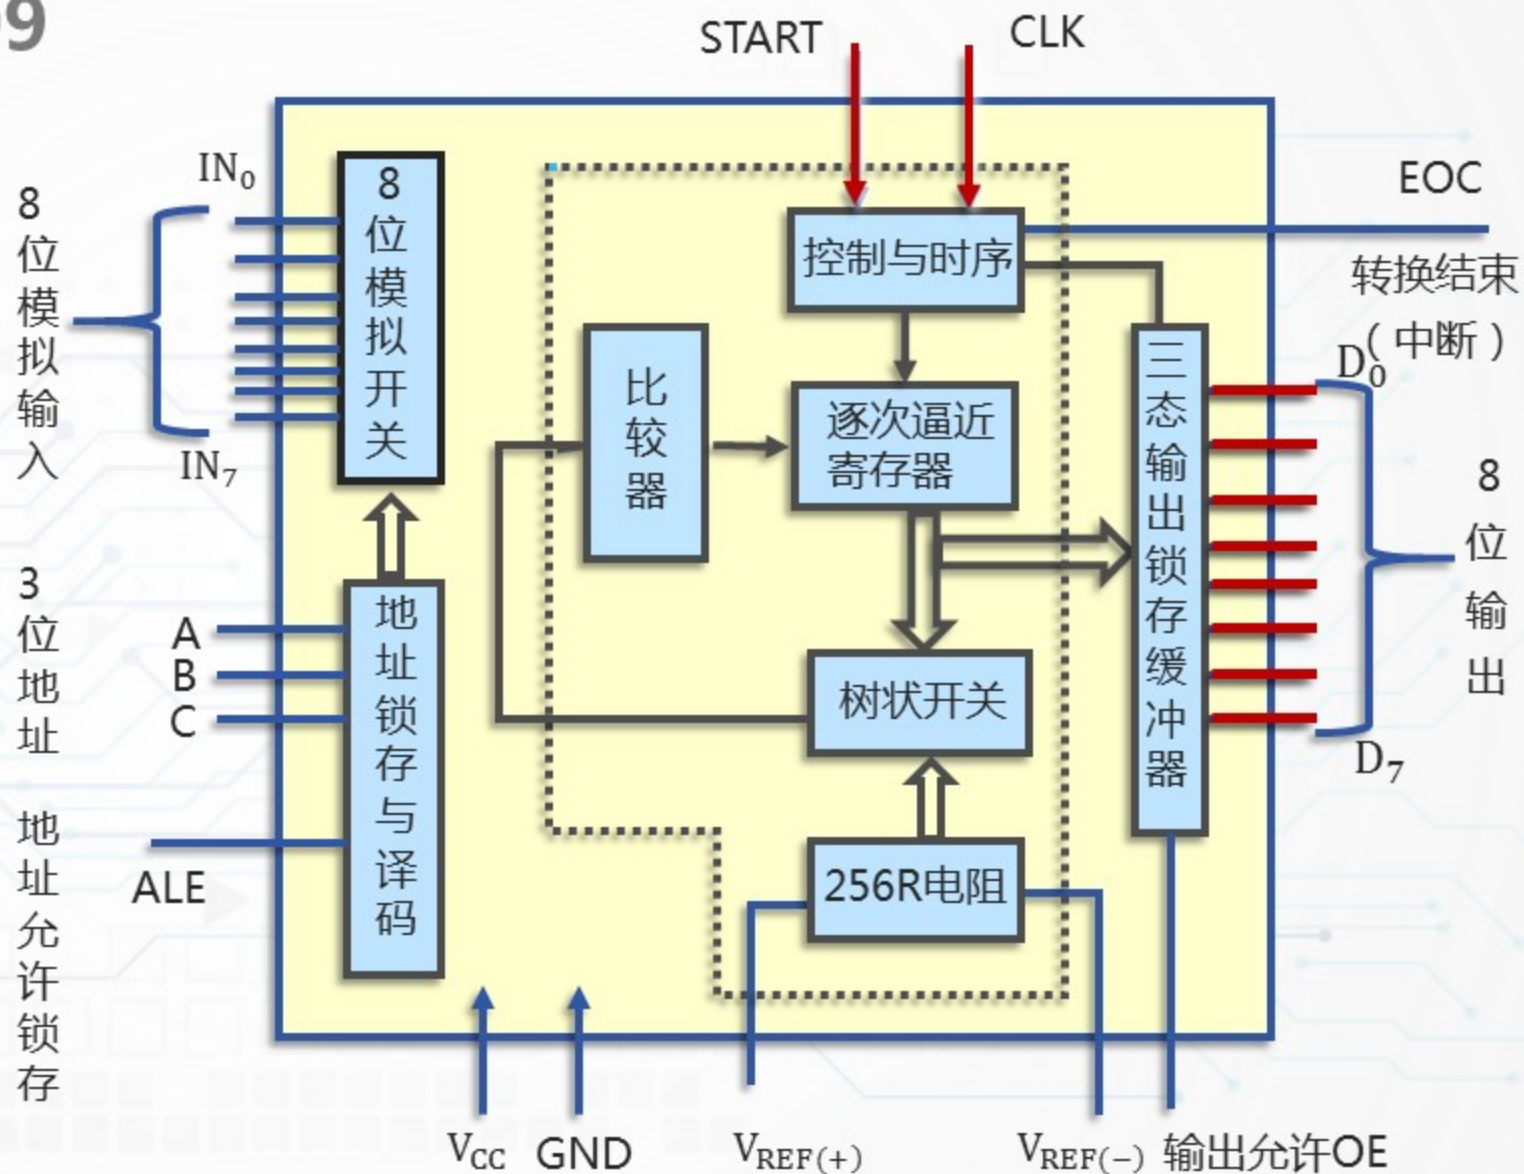 09
START
CLK
8位模拟输入
IN0
IN7
8位模拟开关
控制与时序
EOC
转换结束
（中断）
比较器
逐次逼近
寄存器
三态输出锁存缓冲器
D0
D7
8位输出
3位地址
A
B
C
地址锁存与译码
树状开关
地址允许锁存
ALE
256R电阻
VCC
GND
VREF(+)
VREF(−)
输出允许OE